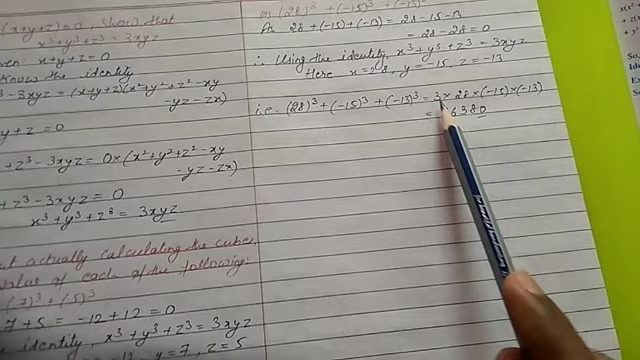 (x+y+z)=0, show that
x³+y³+z³ = 3xyz
x+y+z=0
Know the identity
³-3xyz = (x+y+z)(x²+y²+z²-xy
-yz-zx)
y+z = 0
+z³-3xyz = 0×(x²+y²+z²-xy
-yz-zx)
+z³-3xyz = 0
x³+y³+z³ = 3xyz.
actually calculating the cubes,
value of each of the following:
(7)³+(5)³
7+5 = -12+12 = 0
identity, x³+y³+z³ = 3xyz
y=7, z=5
(28)³+(-15)³+
As 28+(-15)+(-13) = 28-15-13
= 28-28 = 0
∴ Using the identity, x³+y³+z³ = 3xyz
Here x=28, y=-15, z=-13
i.e. (28)³+(-15)³+(-13)³ = 3×28×(-15)×(-13)
= 16380